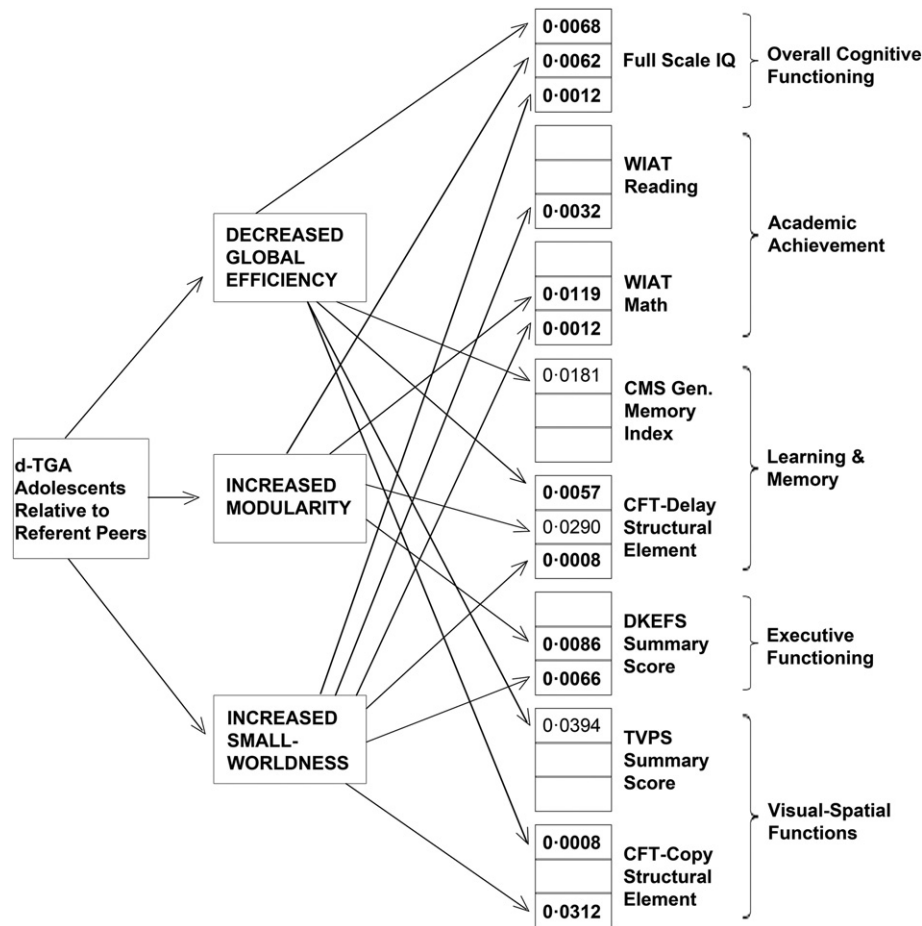 d-TGA
Adolescents
Relative to
Referent Peers
DECREASED
GLOBAL
EFFICIENCY
INCREASED
MODULARITY
INCREASED
SMALL-
WORLDNESS
0·0068
0·0062
0·0012
Full Scale IQ
Overall Cognitive
Functioning
0·0032
WIAT
Reading
0·0119
0·0012
WIAT
Math
Academic
Achievement
0·0181
CMS Gen.
Memory
Index
0·0057
0·0290
0·0008
CFT-Delay
Structural
Element
Learning &
Memory
0·0086
0·0066
DKEFS
Summary
Score
Executive
Functioning
0·0394
TVPS
Summary
Score
0·0008
0·0312
CFT-Copy
Structural
Element
Visual-Spatial
Functions